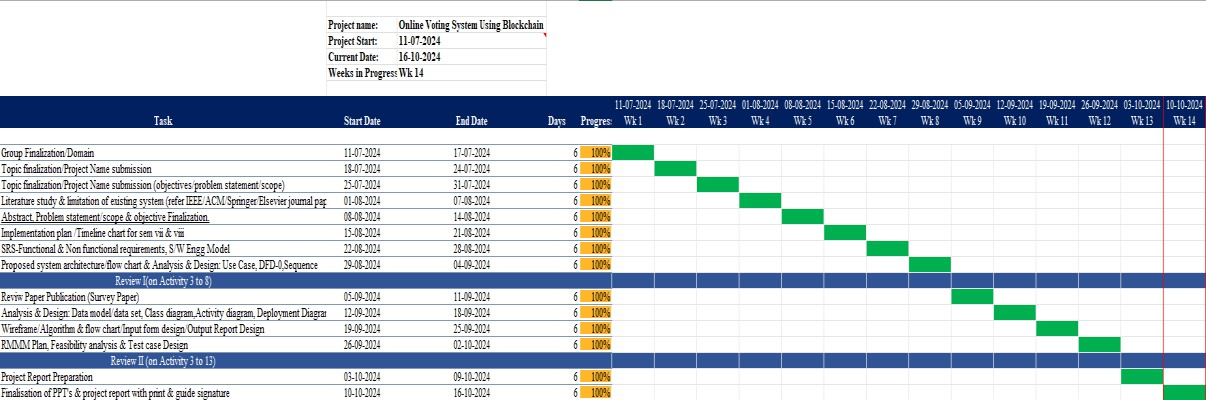 Project name: Online Voting System Using Blockchain
Project Start: 11-07-2024
Current Date: 16-10-2024
Weeks in Progress Wk 14
11-07-2024 18-07-2024 25-07-2024 01-08-2024 08-08-2024 15-08-2024 22-08-2024 29-08-2024 05-09-2024 12-09-2024 19-09-2024 26-09-2024 03-10-2024 10-10-2024
Task Start Date End Date Days Progress Wk 1 Wk 2 Wk 3 Wk 4 Wk 5 Wk 6 Wk 7 Wk 8 Wk 9 Wk 10 Wk 11 Wk 12 Wk 13 Wk 14
Group Finalization/Domain 11-07-2024 17-07-2024 6 100%
Topic finalization/Project Name submission 18-07-2024 24-07-2024 6 100%
Topic finalization/Project Name submission (objectives/problem statement/scope) 25-07-2024 31-07-2024 6 100%
Literature study & limitation of existing system (refer IEEE/ACM/Springer/Elsevier journal pap 01-08-2024 07-08-2024 6 100%
Abstract, Problem statement/scope & objective Finalization. 08-08-2024 14-08-2024 6 100%
Implementation plan /Timeline chart for sem vii & viii 15-08-2024 21-08-2024 6 100%
SRS-Functional & Non functional requirements, S/W Engg Model 22-08-2024 28-08-2024 6 100%
Proposed system architecture/flow chart & Analysis & Design: Use Case, DFD-0,Sequence 29-08-2024 04-09-2024 6 100%
Review I(on Activity 3 to 8)
Reviw Paper Publication (Survey Paper) 05-09-2024 11-09-2024 6 100%
Analysis & Design: Data model/data set, Class diagram,Activity diagram, Deployment Diagrar 12-09-2024 18-09-2024 6 100%
Wireframe/Algorithm & flow chart/Input form design/Output Report Design 19-09-2024 25-09-2024 6 100%
RMMM Plan, Feasibility analysis & Test case Design 26-09-2024 02-10-2024 6 100%
Review II (on Activity 3 to 13)
Project Report Preparation 03-10-2024 09-10-2024 6 100%
Finalisation of PPT's & project report with print & guide signature 10-10-2024 16-10-2024 6 100%